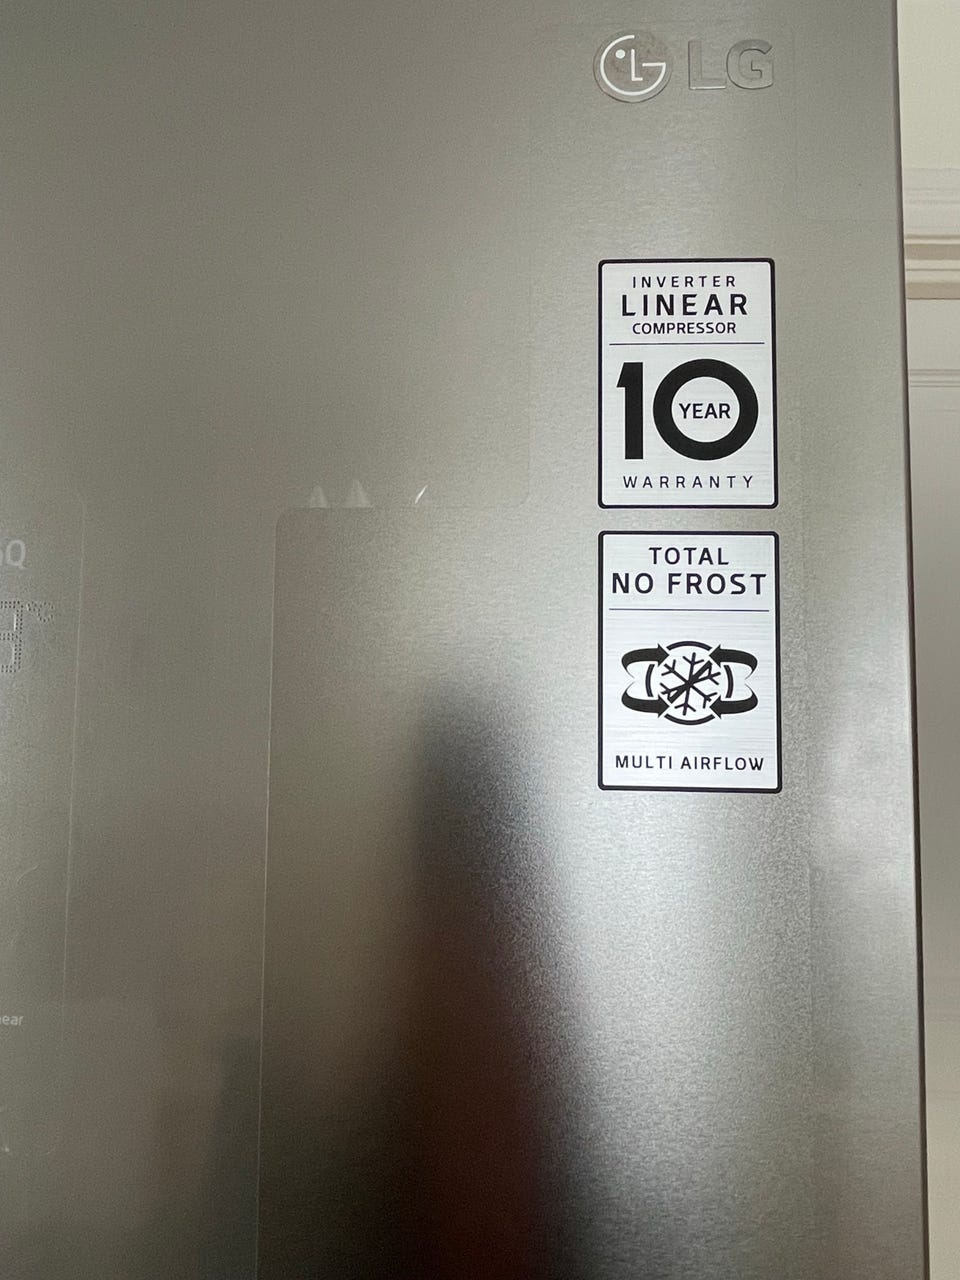 LG
INVERTER
LINEAR
COMPRESSOR
10
YEAR
WARRANTY
TOTAL
NO FROST
MULTI AIRFLOW